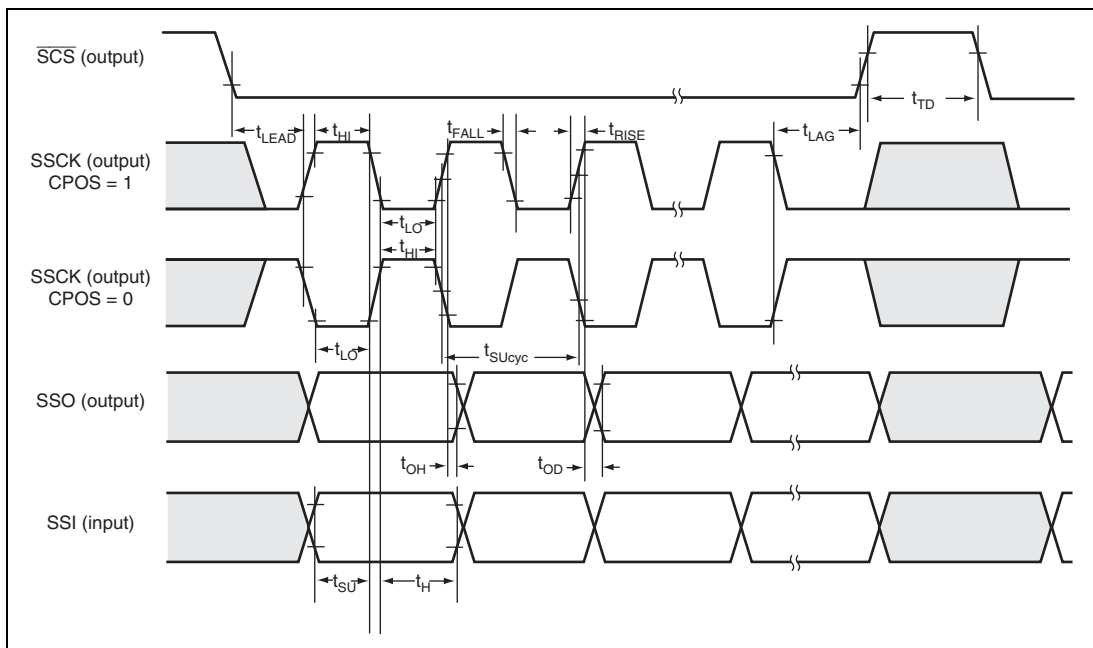 SCS (output)
tTD
tLEAD
tHI
tFALL
tRISE
tLAG
SSCK (output)
CPOS = 1
tLO
tHI
SSCK (output)
CPOS = 0
tLO
tSUcyc
SSO (output)
tOH
tOD
SSI (input)
tSU
tH